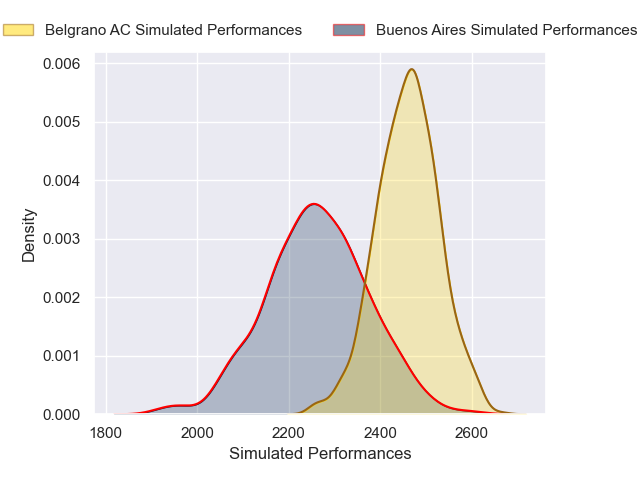 Belgrano AC Simulated Performances Buenos Aires Simulated Performances
0.006
0.005
0.004
0.003
0.002
0.001
0.000
Density
1800 2000 2200 2400 2600
Simulated Performances